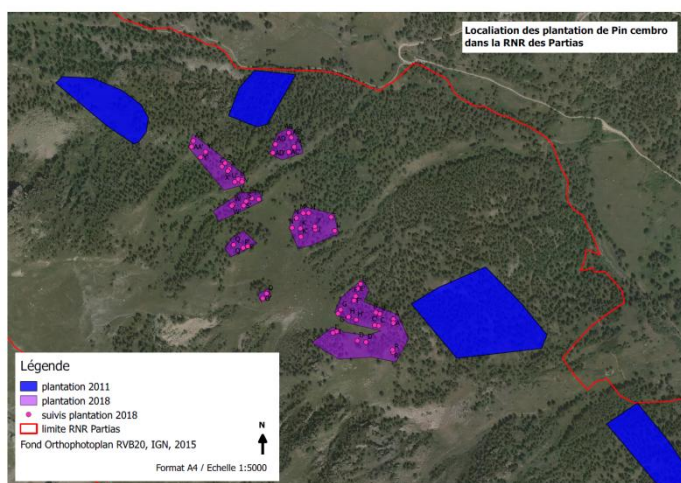 Localiation des plantation de Pin cembro
dans la RNR des Partias
Légende
plantation 2011
plantation 2018
suivis plantation 2018
limite RNR Partias
Fond Orthophotoplan RVB20, IGN, 2015
N
Format A4 / Echelle 1:5000